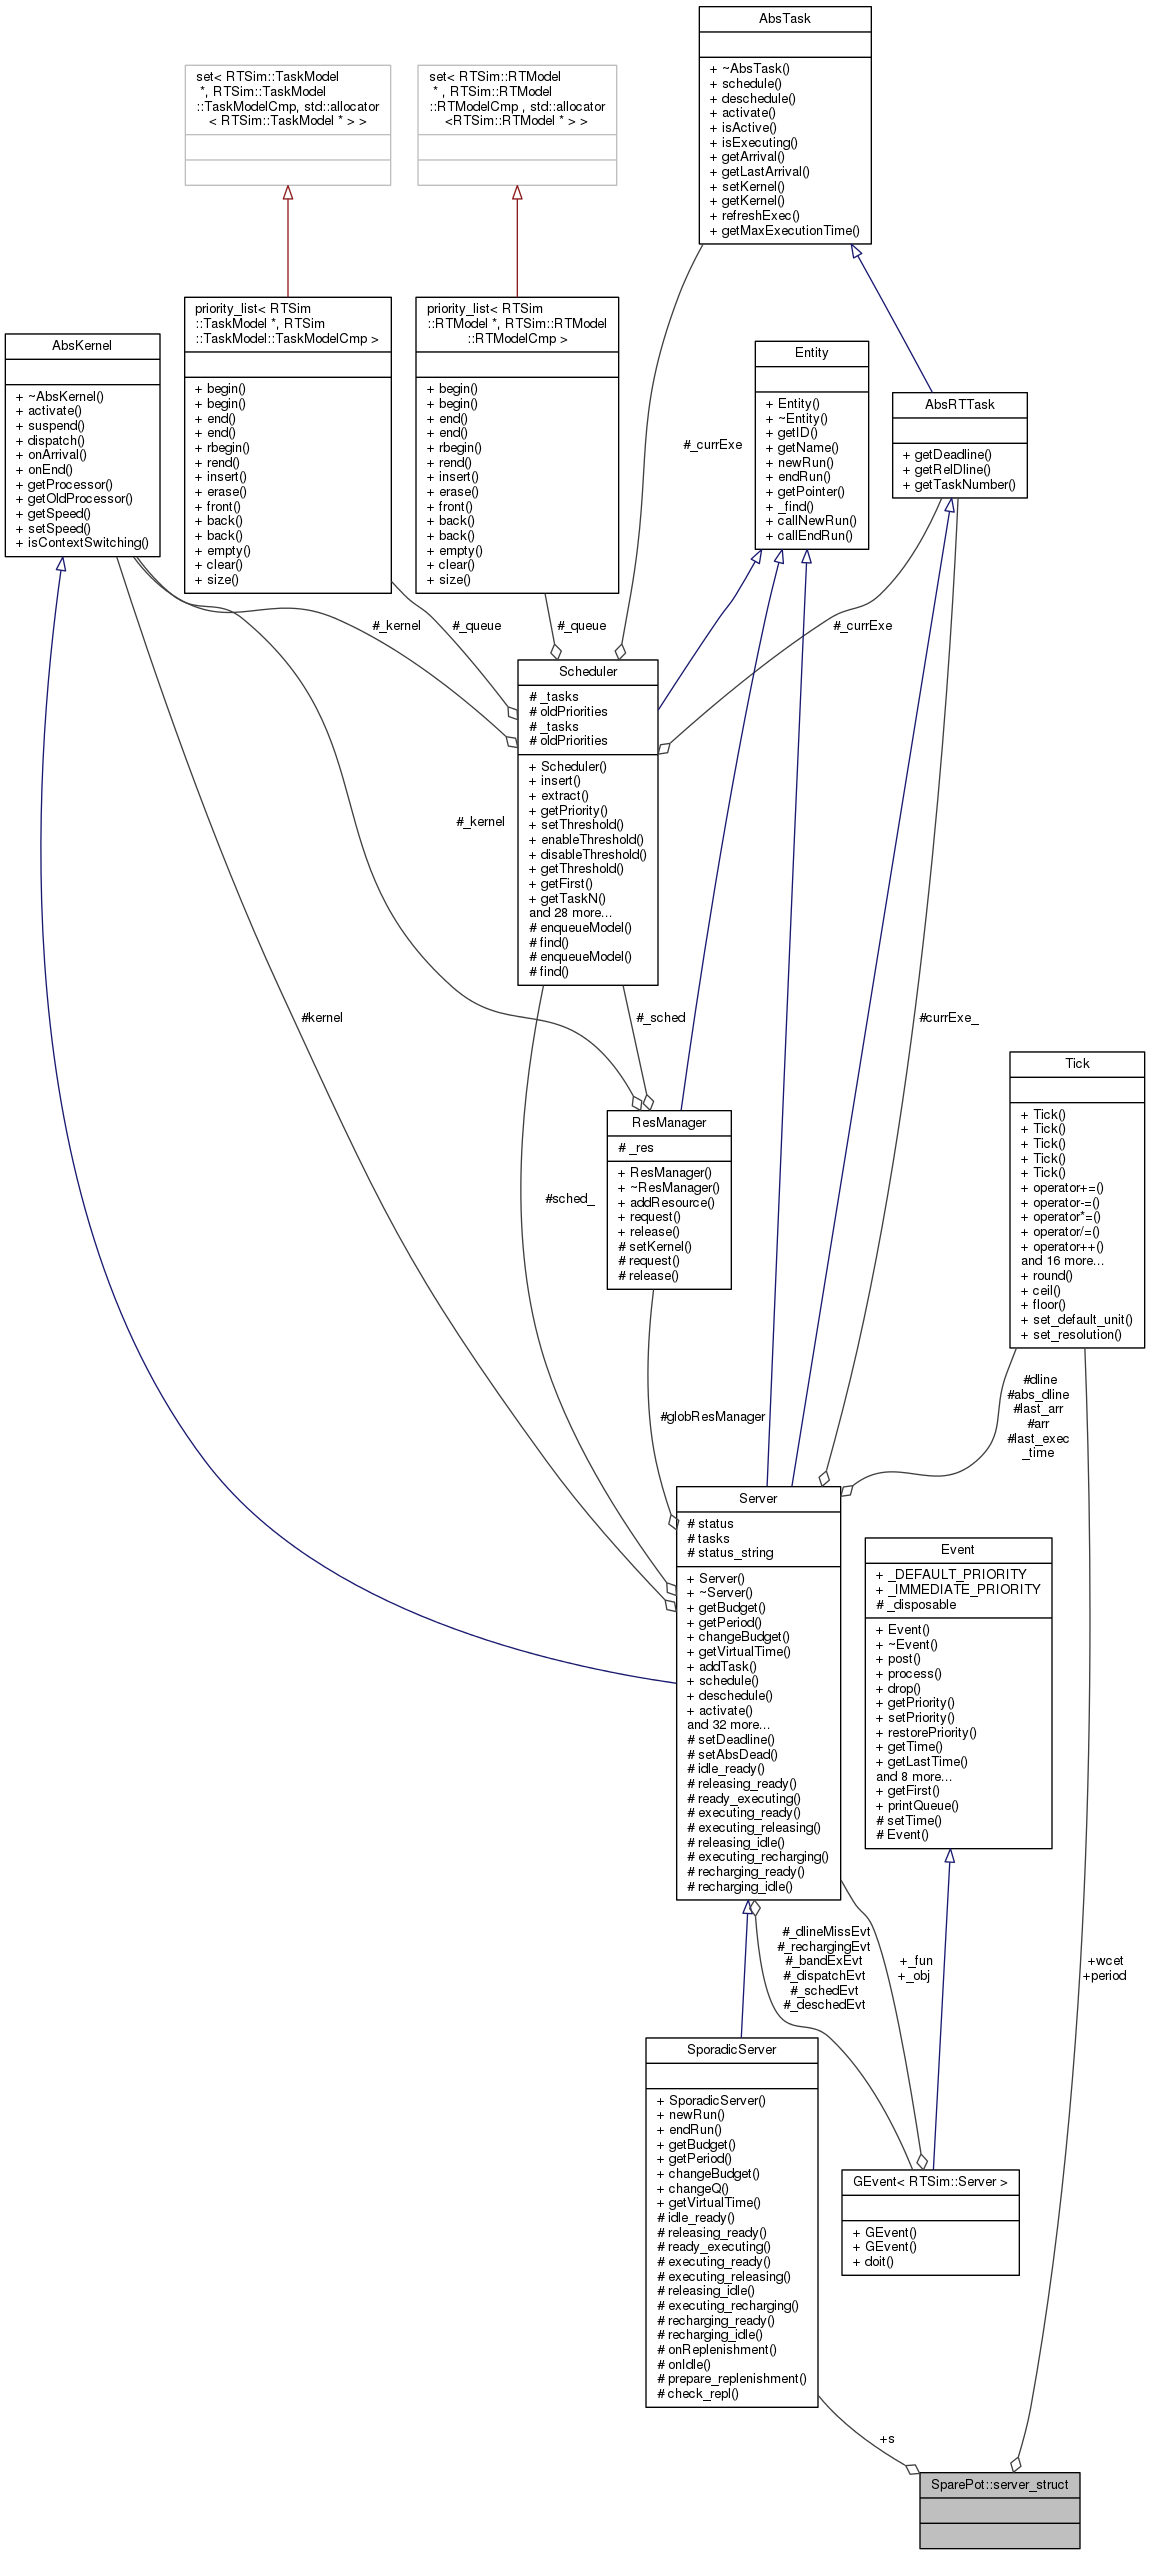 AbsTask
+ ~AbsTask()
+ schedule()
+ deschedule()
+ activate()
+ isActive()
+ isExecuting()
+ getArrival()
+ getLastArrival()
+ setKernel()
+ getKernel()
+ refreshExec()
+ getMaxExecutionTime()
set< RTSim::TaskModel
*, RTSim::TaskModel
::TaskModelCmp, std::allocator
< RTSim::TaskModel * > >
set< RTSim::RTModel
* , RTSim::RTModel
::RTModelCmp , std::allocator
<RTSim::RTModel * > >
priority_list< RTSim
::TaskModel *, RTSim
::TaskModel::TaskModelCmp >
+ begin()
+ begin()
+ end()
+ end()
+ rbegin()
+ rend()
+ insert()
+ erase()
+ front()
+ back()
+ back()
+ empty()
+ clear()
+ size()
priority_list< RTSim
::RTModel *, RTSim::RTModel
::RTModelCmp >
+ begin()
+ begin()
+ end()
+ end()
+ rbegin()
+ rend()
+ insert()
+ erase()
+ front()
+ back()
+ back()
+ empty()
+ clear()
+ size()
AbsKernel
+ ~AbsKernel()
+ activate()
+ suspend()
+ dispatch()
+ onArrival()
+ onEnd()
+ getProcessor()
+ getOldProcessor()
+ getSpeed()
+ setSpeed()
+ isContextSwitching()
Entity
+ Entity()
+ ~Entity()
+ getID()
+ getName()
+ newRun()
+ endRun()
+ getPointer()
+ _find()
+ callNewRun()
+ callEndRun()
AbsRTTask
+ getDeadline()
+ getRelDline()
+ getTaskNumber()
#_currExe
#_kernel
#_queue
#_queue
#_currExe
Scheduler
# _tasks
# oldPriorities
# _tasks
# oldPriorities
+ Scheduler()
+ insert()
+ extract()
+ getPriority()
+ setThreshold()
+ enableThreshold()
+ disableThreshold()
+ getThreshold()
+ getFirst()
+ getTaskN()
and 28 more...
# enqueueModel()
# find()
# enqueueModel()
# find()
#_kernel
#kernel
#_sched
#currExe_
ResManager
# _res
+ ResManager()
+ ~ResManager()
+ addResource()
+ request()
+ release()
# setKernel()
# request()
# release()
#sched_
Tick
+ Tick()
+ Tick()
+ Tick()
+ Tick()
+ Tick()
+ operator+=()
+ operator-=()
+ operator*=()
+ operator/=()
+ operator++()
and 16 more...
+ round()
+ ceil()
+ floor()
+ set_default_unit()
+ set_resolution()
#globResManager
#dline
#abs_dline
#last_arr
#arr
#last_exec
_time
Server
# status
# tasks
# status_string
+ Server()
+ ~Server()
+ getBudget()
+ getPeriod()
+ changeBudget()
+ getVirtualTime()
+ addTask()
+ schedule()
+ deschedule()
+ activate()
and 32 more...
# setDeadline()
# setAbsDead()
# idle_ready()
# releasing_ready()
# ready_executing()
# executing_ready()
# executing_releasing()
# releasing_idle()
# executing_recharging()
# recharging_ready()
# recharging_idle()
Event
+ _DEFAULT_PRIORITY
+ _IMMEDIATE_PRIORITY
# _disposable
+ Event()
+ ~Event()
+ post()
+ process()
+ drop()
+ getPriority()
+ setPriority()
+ restorePriority()
+ getTime()
+ getLastTime()
and 8 more...
+ getFirst()
+ printQueue()
# setTime()
# Event()
#_dlineMissEvt
#_rechargingEvt
#_bandExEvt
#_dispatchEvt
#_schedEvt
#_deschedEvt
+_fun
+_obj
+wcet
+period
SporadicServer
+ SporadicServer()
+ newRun()
+ endRun()
+ getBudget()
+ getPeriod()
+ changeBudget()
+ changeQ()
+ getVirtualTime()
# idle_ready()
# releasing_ready()
# ready_executing()
# executing_ready()
# executing_releasing()
# releasing_idle()
# executing_recharging()
# recharging_ready()
# recharging_idle()
# onReplenishment()
# onIdle()
# prepare_replenishment()
# check_repl()
GEvent< RTSim::Server >
+ GEvent()
+ GEvent()
+ doit()
+s
SparePot::server_struct